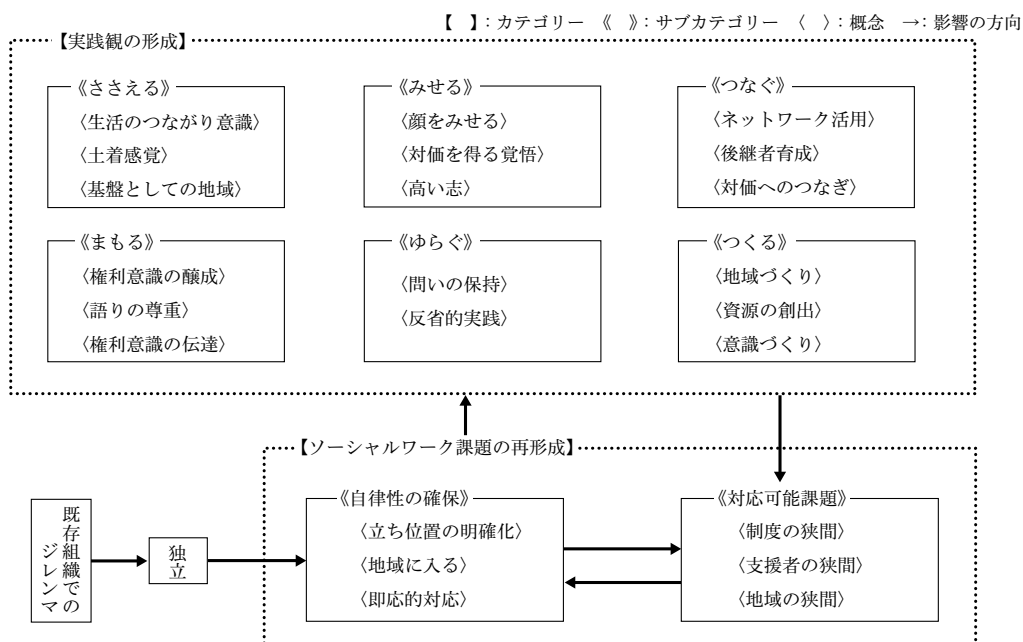 【　】：カテゴリー　《　》：サブカテゴリー　〈　〉：概念　→：影響の方向
【実践観の形成】
《ささえる》
〈生活のつながり意識〉
〈土着感覚〉
〈基盤としての地域〉
《みせる》
〈顔をみせる〉
〈対価を得る覚悟〉
〈高い志〉
《つなぐ》
〈ネットワーク活用〉
〈後継者育成〉
〈対価へのつなぎ〉
《まもる》
〈権利意識の醸成〉
〈語りの尊重〉
〈権利意識の伝達〉
《ゆらぐ》
〈問いの保持〉
〈反省的実践〉
《つくる》
〈地域づくり〉
〈資源の創出〉
〈意識づくり〉
【ソーシャルワーク課題の再形成】
既存組織での
ジレンマ
独立
《自律性の確保》
〈立ち位置の明確化〉
〈地域に入る〉
〈即応的対応〉
《対応可能課題》
〈制度の狭間〉
〈支援者の狭間〉
〈地域の狭間〉